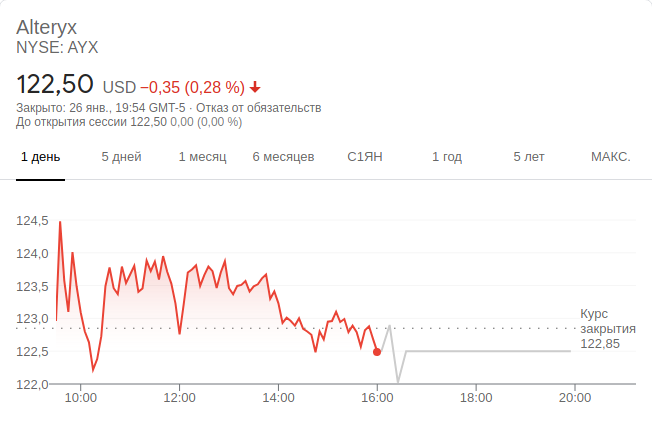 Alteryx
NYSE: AYX
122,50 USD −0,35 (0,28 %)
Закрыто: 26 янв., 19:54 GMT-5 · Отказ от обязательств
До открытия сессии 122,50 0,00 (0,00 %)
1 день 5 дней 1 месяц 6 месяцев С1ЯН 1 год 5 лет МАКС.
124,5
124,0
123,5
123,0
122,5
122,0
Курс
закрытия
122,85
10:00 12:00 14:00 16:00 18:00 20:00